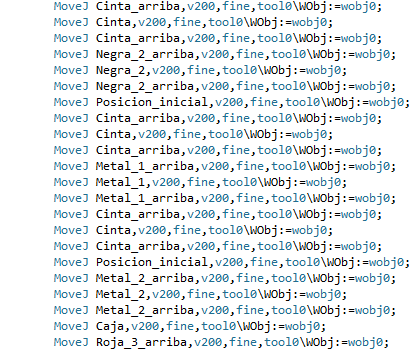 MoveJ Cinta_arriba,v200,fine,tool0\WObj:=wobj0;
MoveJ Cinta,v200,fine,tool0\WObj:=wobj0;
MoveJ Cinta_arriba,v200,fine,tool0\WObj:=wobj0;
MoveJ Negra_2_arriba,v200,fine,tool0\WObj:=wobj0;
MoveJ Negra_2,v200,fine,tool0\WObj:=wobj0;
MoveJ Negra_2_arriba,v200,fine,tool0\WObj:=wobj0;
MoveJ Posicion_inicial,v200,fine,tool0\WObj:=wobj0;
MoveJ Cinta_arriba,v200,fine,tool0\WObj:=wobj0;
MoveJ Cinta,v200,fine,tool0\WObj:=wobj0;
MoveJ Cinta_arriba,v200,fine,tool0\WObj:=wobj0;
MoveJ Metal_1_arriba,v200,fine,tool0\WObj:=wobj0;
MoveJ Metal_1,v200,fine,tool0\WObj:=wobj0;
MoveJ Metal_1_arriba,v200,fine,tool0\WObj:=wobj0;
MoveJ Cinta_arriba,v200,fine,tool0\WObj:=wobj0;
MoveJ Cinta,v200,fine,tool0\WObj:=wobj0;
MoveJ Cinta_arriba,v200,fine,tool0\WObj:=wobj0;
MoveJ Posicion_inicial,v200,fine,tool0\WObj:=wobj0;
MoveJ Metal_2_arriba,v200,fine,tool0\WObj:=wobj0;
MoveJ Metal_2,v200,fine,tool0\WObj:=wobj0;
MoveJ Metal_2_arriba,v200,fine,tool0\WObj:=wobj0;
MoveJ Caja,v200,fine,tool0\WObj:=wobj0;
MoveJ Roja_3_arriba,v200,fine,tool0\WObj:=wobj0;